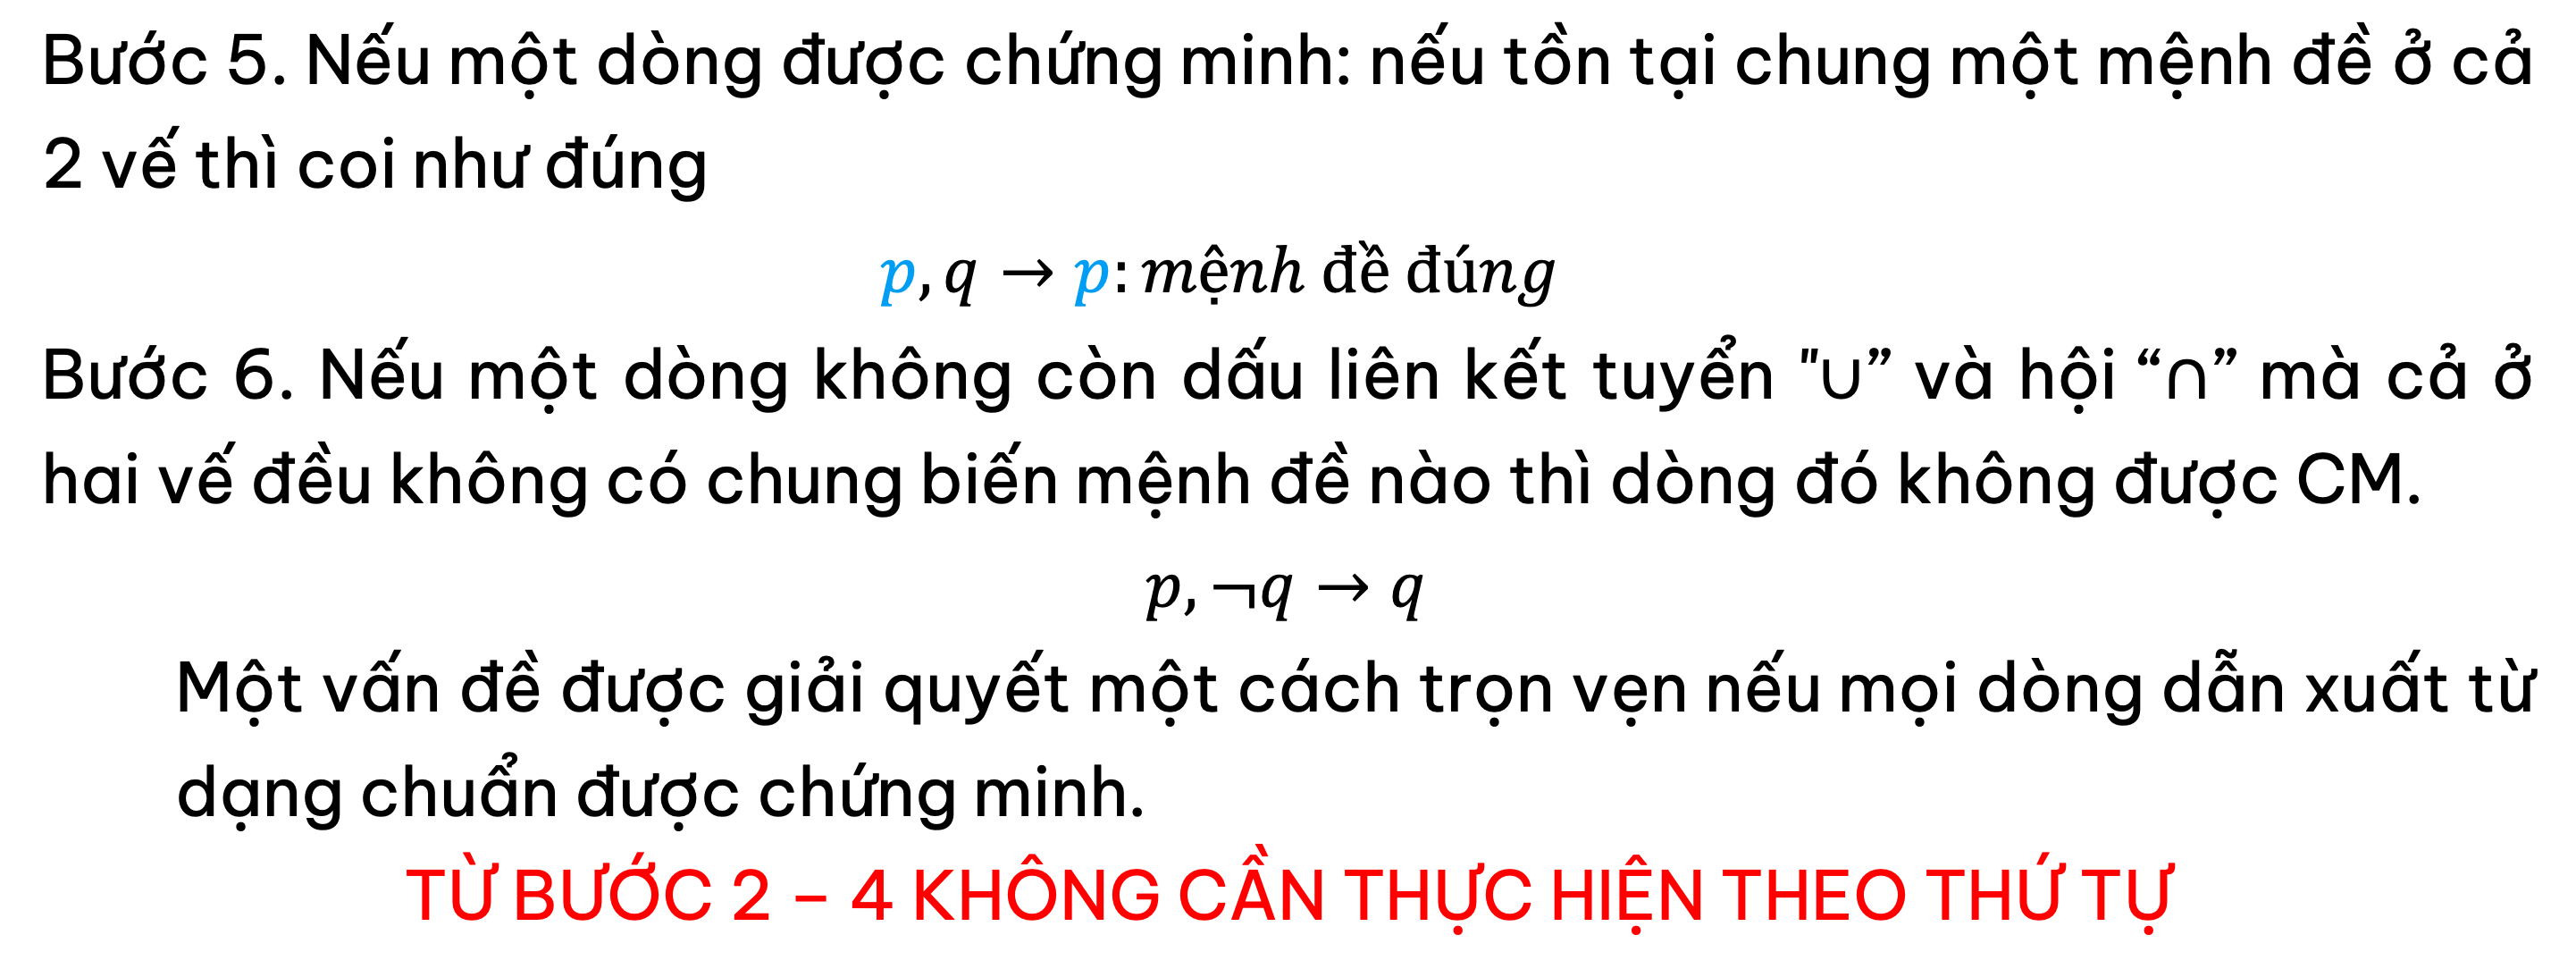 Bước 5. Nếu một dòng được chứng minh: nếu tồn tại chung một mệnh đề ở cả
2 vế thì coi như đúng
p, q → p: mệnh đề đúng
Bước 6. Nếu một dòng không còn dấu liên kết tuyển "∪” và hội “∩” mà cả ở
hai vế đều không có chung biến mệnh đề nào thì dòng đó không được CM.
p, ¬q → q
Một vấn đề được giải quyết một cách trọn vẹn nếu mọi dòng dẫn xuất từ
dạng chuẩn được chứng minh.
TỪ BƯỚC 2 – 4 KHÔNG CẦN THỰC HIỆN THEO THỨ TỰ